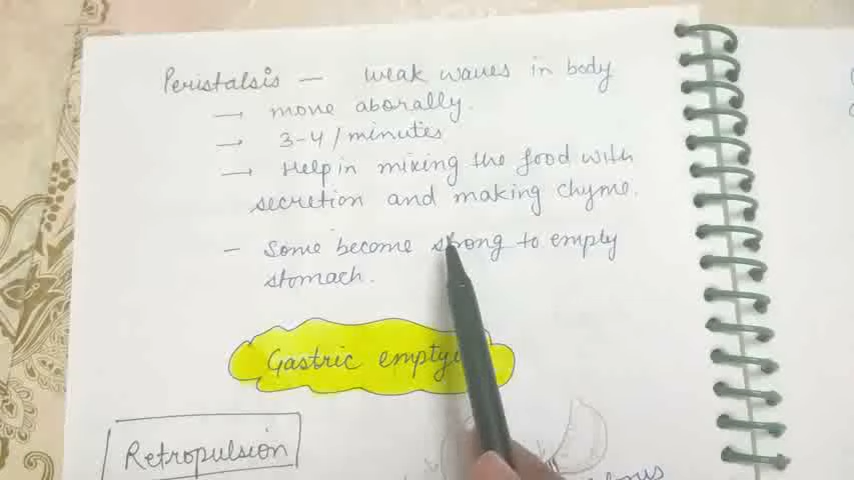 Peristalsis — weak waves in body
→ move aborally.
→ 3-4/minutes
→ Help in mixing the food with
secretion and making chyme.
– Some become strong to empty
stomach.
Gastric
Retropulsion